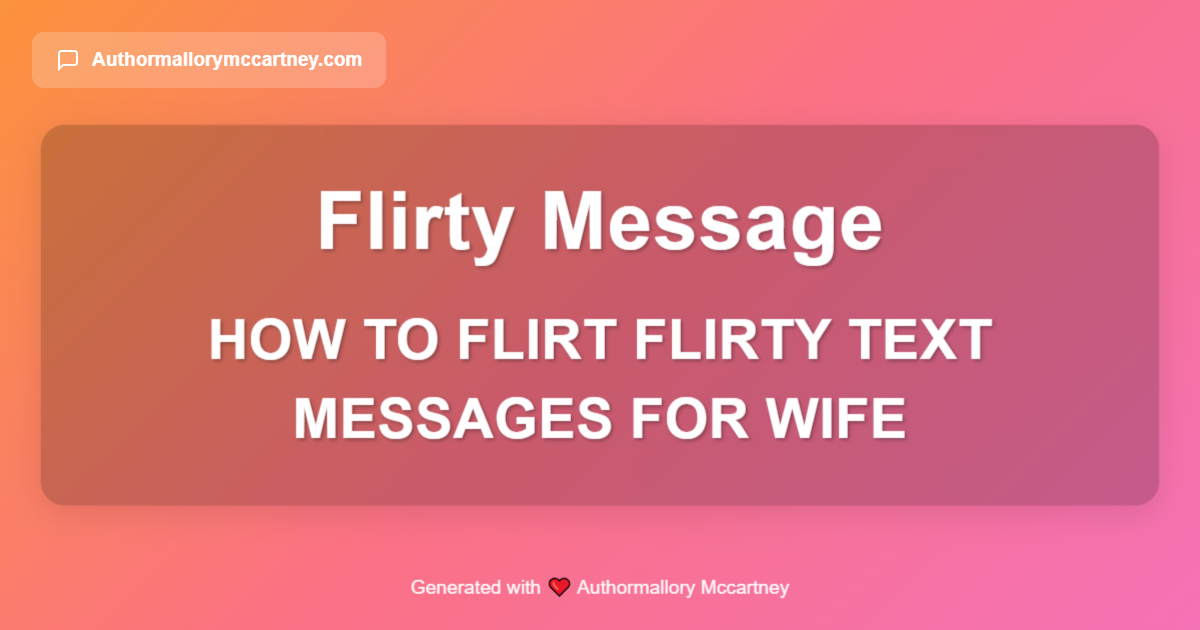 Authormallorymccartney.com
Flirty Message
HOW TO FLIRT FLIRTY TEXT
MESSAGES FOR WIFE
Generated with ❤️ Authormallory Mccartney